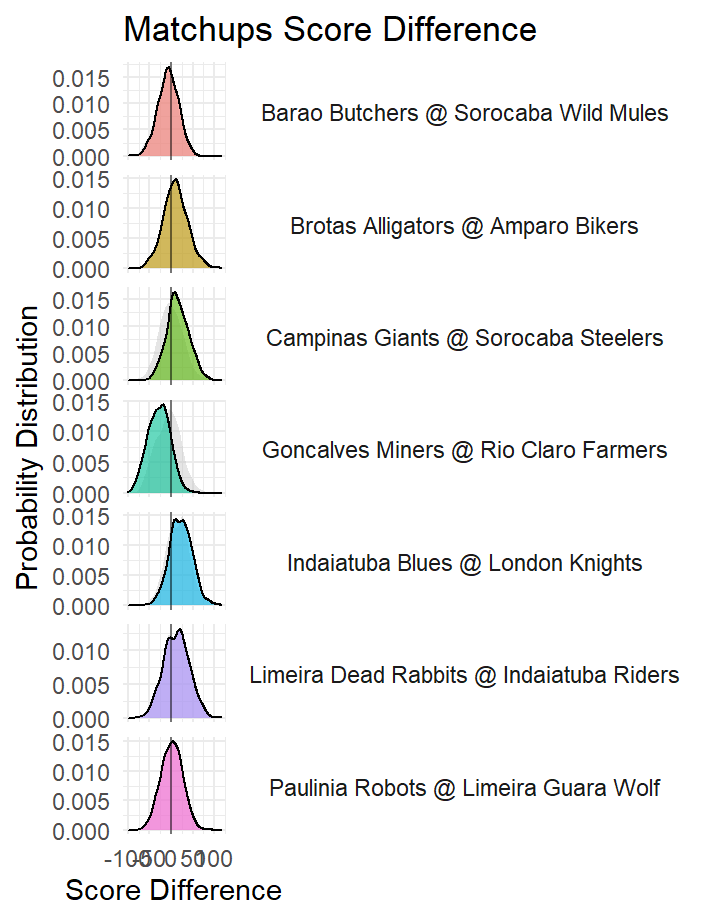 Matchups Score Difference
Probability Distribution
0.015
0.010
0.005
0.000
Barao Butchers @ Sorocaba Wild Mules
0.015
0.010
0.005
0.000
Brotas Alligators @ Amparo Bikers
0.015
0.010
0.005
0.000
Campinas Giants @ Sorocaba Steelers
0.015
0.010
0.005
0.000
Goncalves Miners @ Rio Claro Farmers
0.015
0.010
0.005
0.000
Indaiatuba Blues @ London Knights
0.010
0.005
0.000
Limeira Dead Rabbits @ Indaiatuba Riders
0.015
0.010
0.005
0.000
Paulinia Robots @ Limeira Guara Wolf
-100 -50 0 50 100
Score Difference